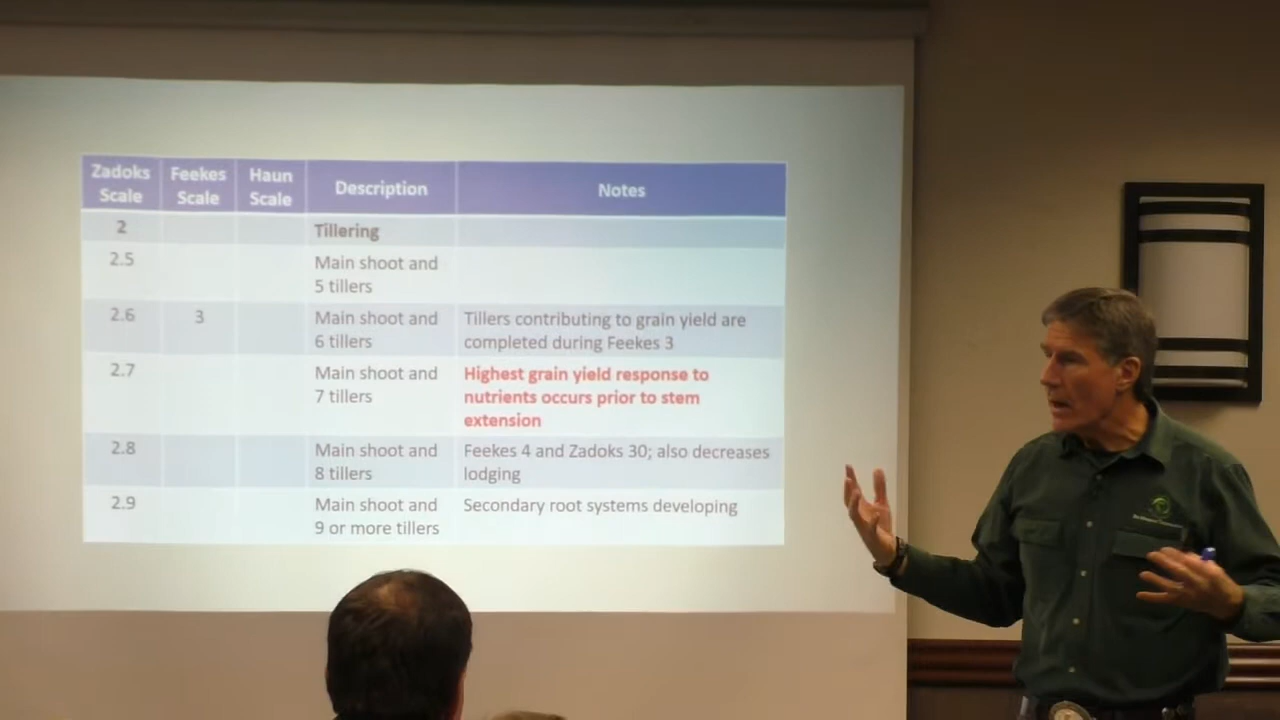 Zadoks Scale Feekes Scale Haun Scale Description Notes
2 Tillering
2.5 Main shoot and
5 tillers
2.6 3 Main shoot and Tillers contributing to grain yield are
6 tillers completed during Feekes 3
2.7 Main shoot and Highest grain yield response to
7 tillers nutrients occurs prior to stem
extension
2.8 Main shoot and Feekes 4 and Zadoks 30; also decreases
8 tillers lodging
2.9 Main shoot and Secondary root systems developing
9 or more tillers